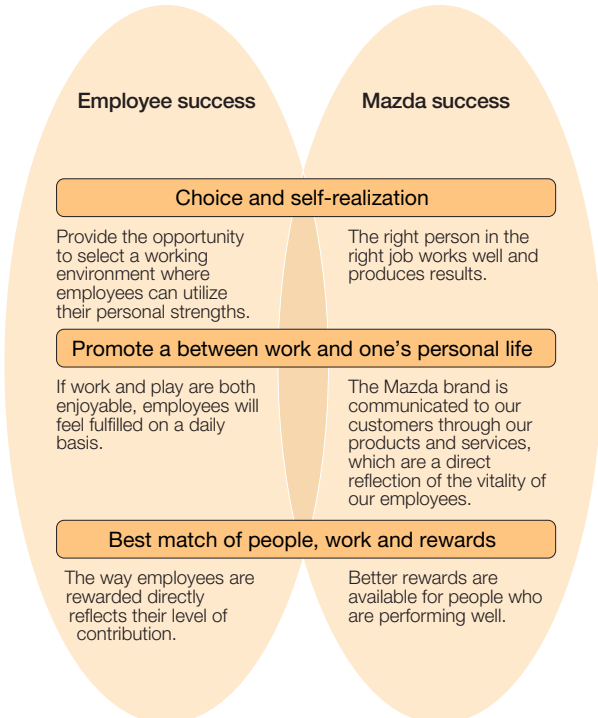 Employee success
Mazda success
Choice and self-realization
Provide the opportunity
to select a working
environment where
employees can utilize
their personal strengths.
The right person in the
right job works well and
produces results.
Promote a between work and one's personal life
If work and play are both
enjoyable, employees will
feel fulfilled on a daily
basis.
The Mazda brand is
communicated to our
customers through our
products and services,
which are a direct
reflection of the vitality of
our employees.
Best match of people, work and rewards
The way employees are
rewarded directly
reflects their level of
contribution.
Better rewards are
available for people who
are performing well.